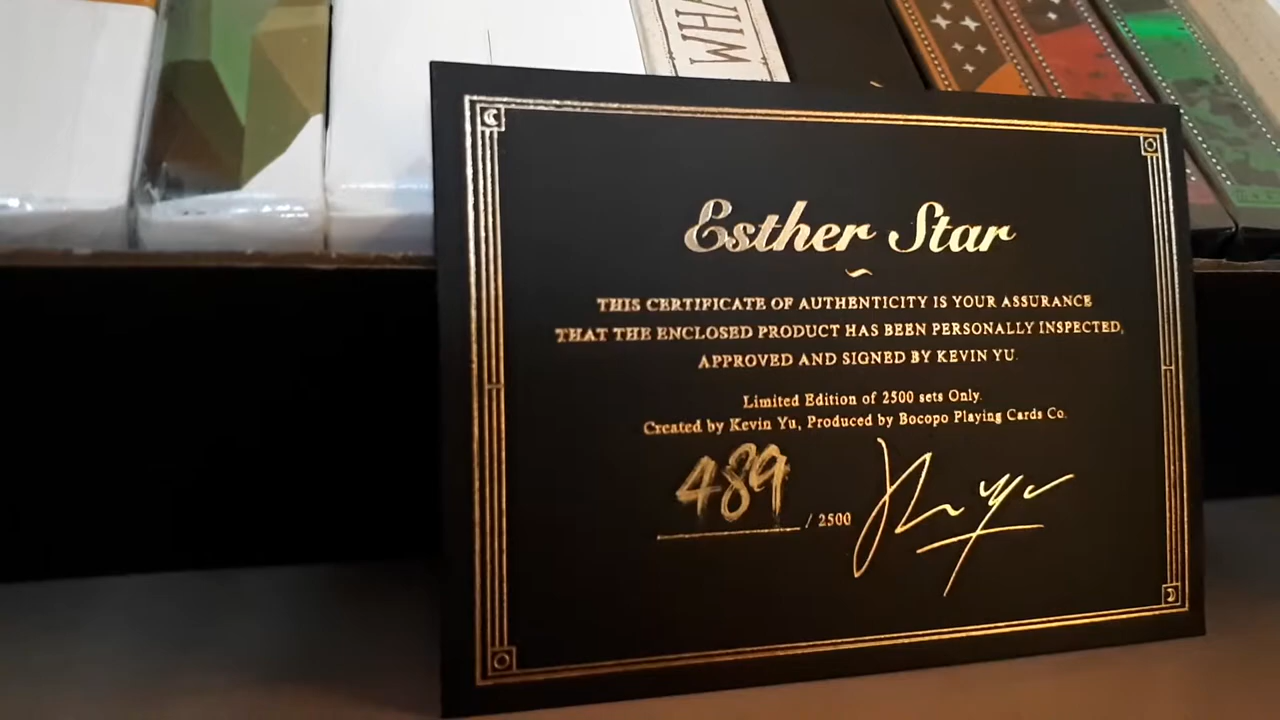 WHA
Esther Star
THIS CERTIFICATE OF AUTHENTICITY IS YOUR ASSURANCE
THAT THE ENCLOSED PRODUCT HAS BEEN PERSONALLY INSPECTED,
APPROVED AND SIGNED BY KEVIN YU.
Limited Edition of 2500 sets Only.
Created by Kevin Yu, Produced by Bocopo Playing Cards Co.
489 / 2500